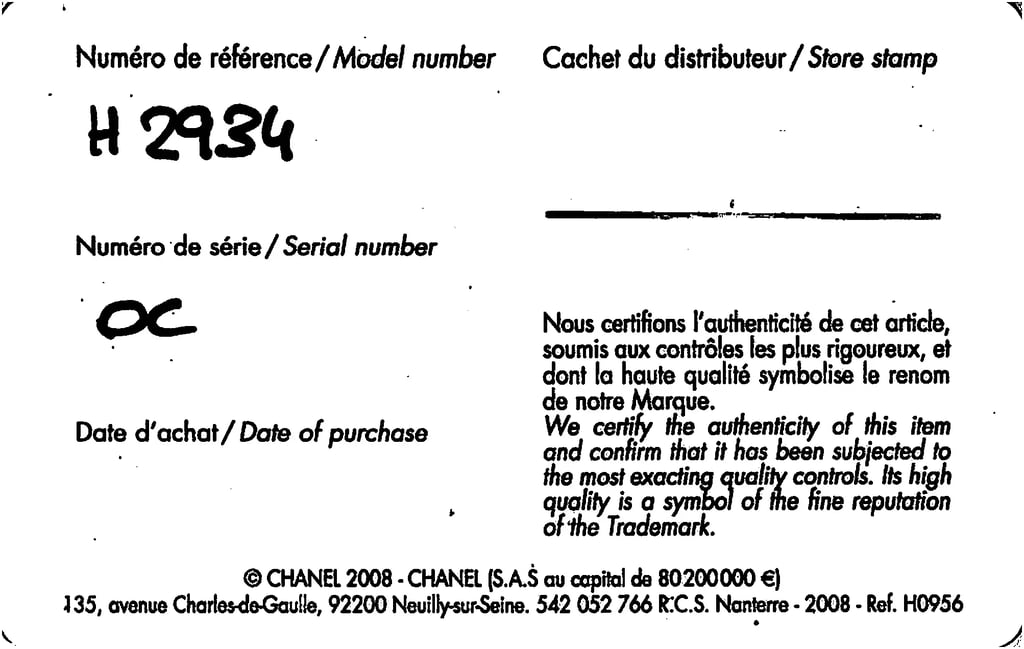 Numéro de référence / Model number
H 2934
Numéro de série / Serial number
OC
Date d'achat / Date of purchase
Cachet du distributeur / Store stamp
Nous certifions l'authenticité de cet article,
soumis aux contrôles les plus rigoureux, et
dont la haute qualité symbolise le renom
de notre Marque.
We certify the authenticity of this item
and confirm that it has been subjected to
the most exacting quality controls. Its high
quality is a symbol of the fine reputation
of the Trademark.
© CHANEL 2008 - CHANEL (S.A.S au capital de 80200000 €)
135, avenue Charles-de-Gaulle, 92200 Neuilly-sur-Seine. 542 052 766 R.C.S. Nanterre - 2008 - Ref. H0956